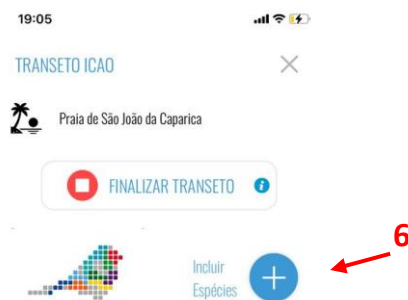 19:05
TRANSETO ICAO
Praia de São João da Caparica
FINALIZAR TRANSETO
6
Incluir
Espécies